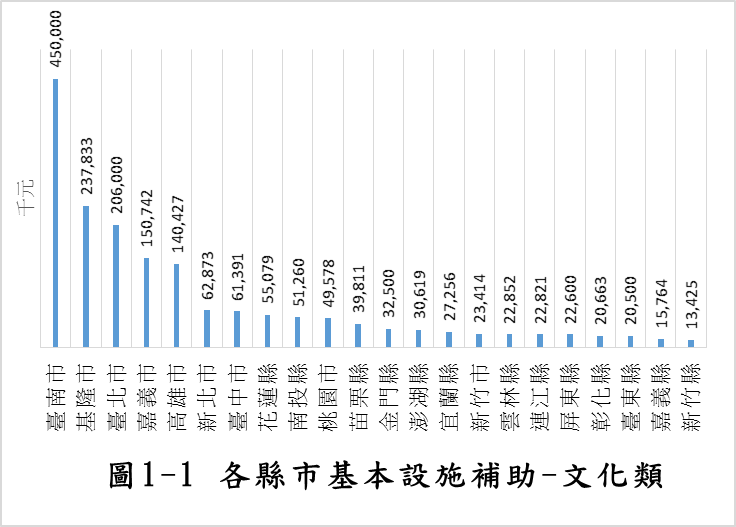 450,000
237,833
206,000
150,742
140,427
62,873
61,391
55,079
51,260
49,578
39,811
32,500
30,619
27,256
23,414
22,852
22,821
22,600
20,663
20,500
15,764
13,425
千元
臺南市
基隆市
臺北市
嘉義市
高雄市
新北市
臺中市
花蓮縣
南投縣
桃園市
苗栗縣
金門縣
澎湖縣
宜蘭縣
新竹市
雲林縣
連江縣
屏東縣
彰化縣
臺東縣
嘉義縣
新竹縣
圖1-1 各縣市基本設施補助-文化類